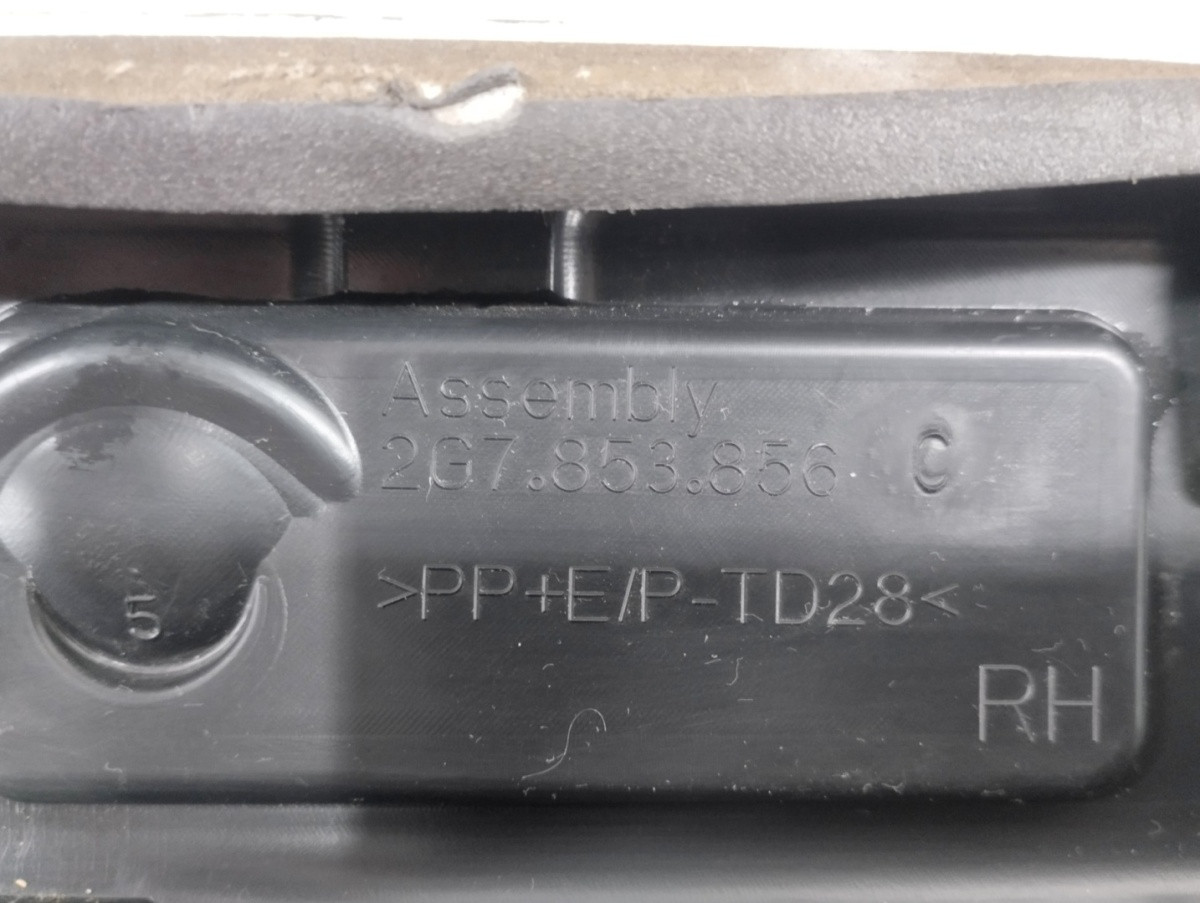 Assembly.
2G7.853.856 C
>PP+E/P-TD28<
5
RH